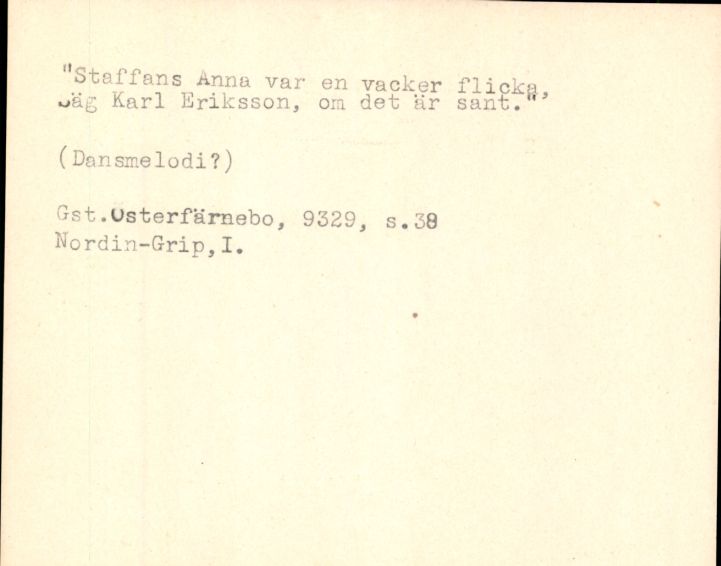 "Staffans Anna var en vacker flicka,
Säg Karl Eriksson, om det är sant."
(Dansmelodi?)
Gst.Österfärnebo, 9329, s.38
Nordin-Grip,I.